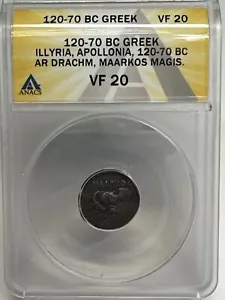 120-70 BC GREEK VF 20
120-70 BC GREEK
ILLYRIA, APOLLONIA, 120-70 BC
AR DRACHM, MAARKOS MAGIS.
VF 20
ANACS